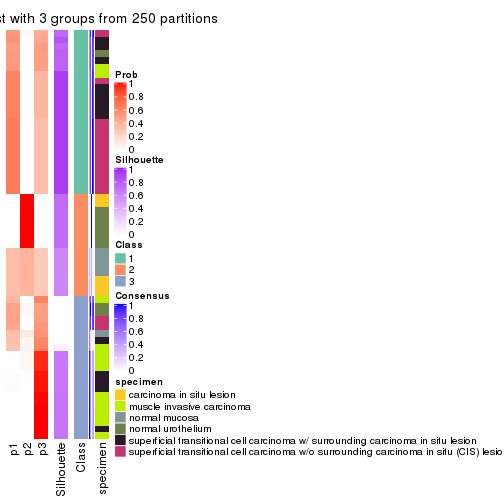 st with 3 groups from 250 partitions
Prob
1
0.8
0.6
0.4
0.2
0
Silhouette
1
0.8
0.6
0.4
0.2
0
Class
1
2
3
Consensus
1
0.8
0.6
0.4
0.2
0
specimen
carcinoma in situ lesion
muscle invasive carcinoma
normal mucosa
normal urothelium
superficial transitional cell carcinoma w/ surrounding carcinoma in situ lesion
superficial transitional cell carcinoma w/o surrounding carcinoma in situ (CIS) lesio
p1
p2
p3
Silhouette
Class
specimen